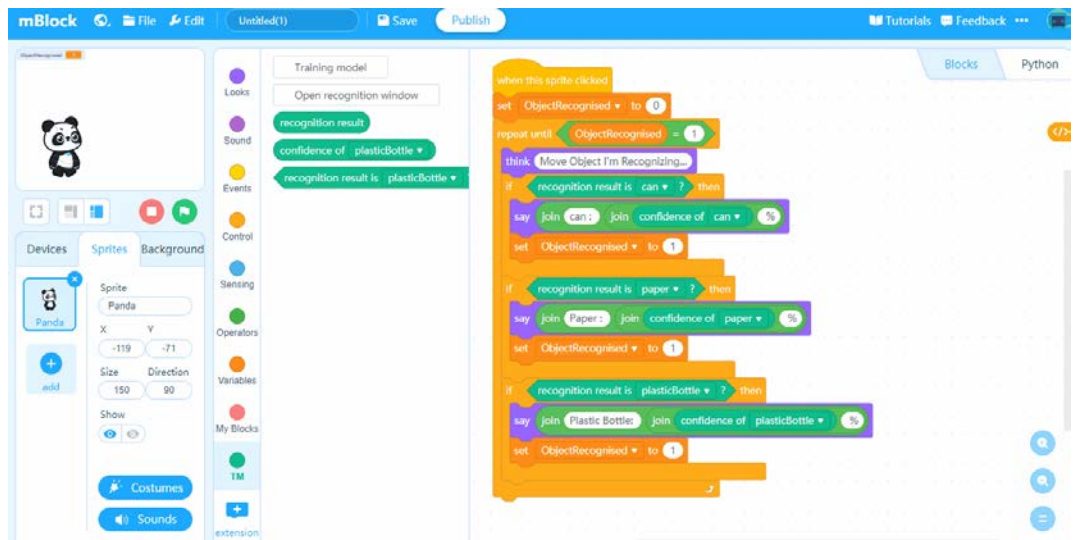 mBlock File Edit Untitled(1) Save Publish Tutorials Feedback
Blocks Python
Looks
Sound
Events
Control
Sensing
Operators
Variables
My Blocks
TM
extension
Training model
Open recognition window
recognition result
confidence of plasticBottle
recognition result is plasticBottle
Devices Sprites Background
Panda
add
Sprite
Panda
X Y
-119 -71
Size Direction
150 90
Show
Costumes
Sounds
when this sprite clicked
set ObjectRecognised to 0
repeat until ObjectRecognised = 1
think Move Object I'm Recognizing...
if recognition result is can ? then
say join can : join confidence of can %
set ObjectRecognised to 1
if recognition result is paper ? then
say join Paper : join confidence of paper %
set ObjectRecognised to 1
if recognition result is plasticBottle ? then
say join Plastic Bottle: join confidence of plasticBottle %
set ObjectRecognised to 1